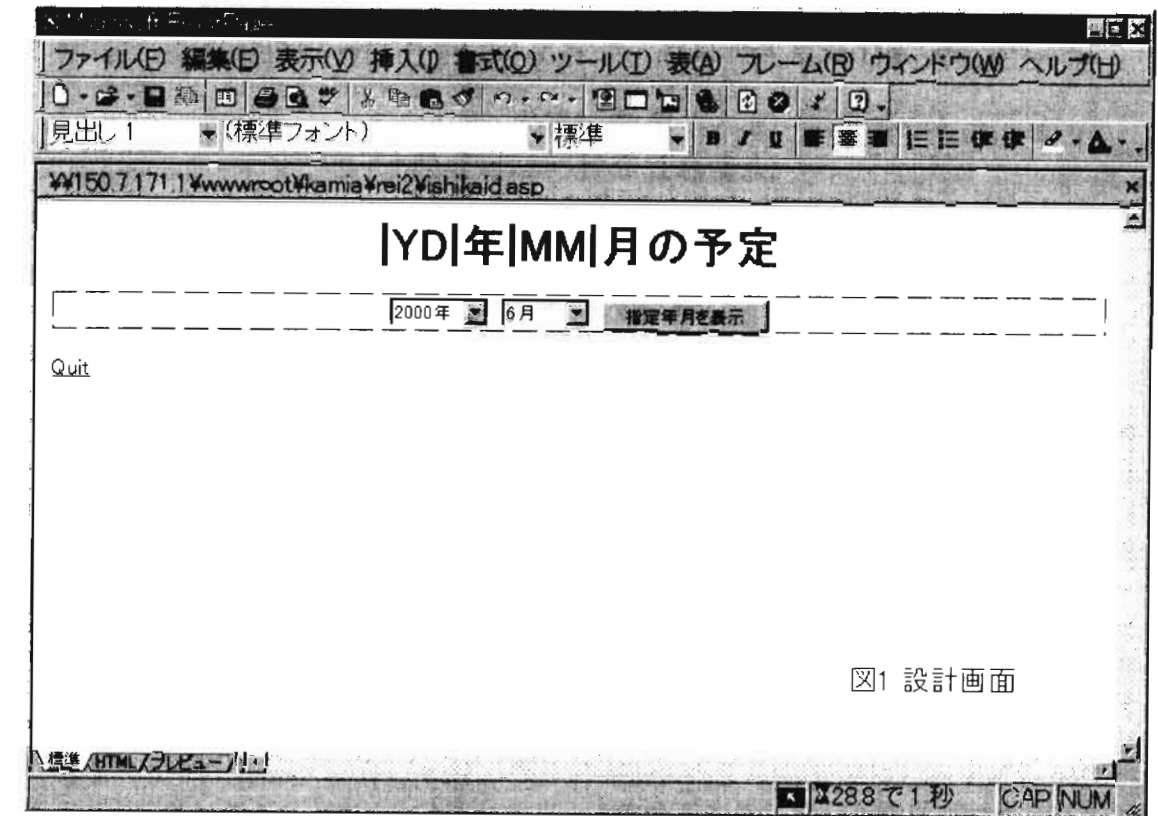 Microsoft FrontPage
ファイル(F) 編集(E) 表示(V) 挿入(I) 書式(O) ツール(T) 表(A) フレーム(R) ウィンドウ(W) ヘルプ(H)
見出し 1 (標準フォント) 標準 B I U A
¥¥150.7.171.1¥wwwroot¥kamia¥rei2¥ishikaid.asp
|YD|年|MM|月の予定
2000年 6月 指定年月を表示
Quit
図1 設計画面
標準 HTML プレビュー
28.8で1秒 CAP NUM